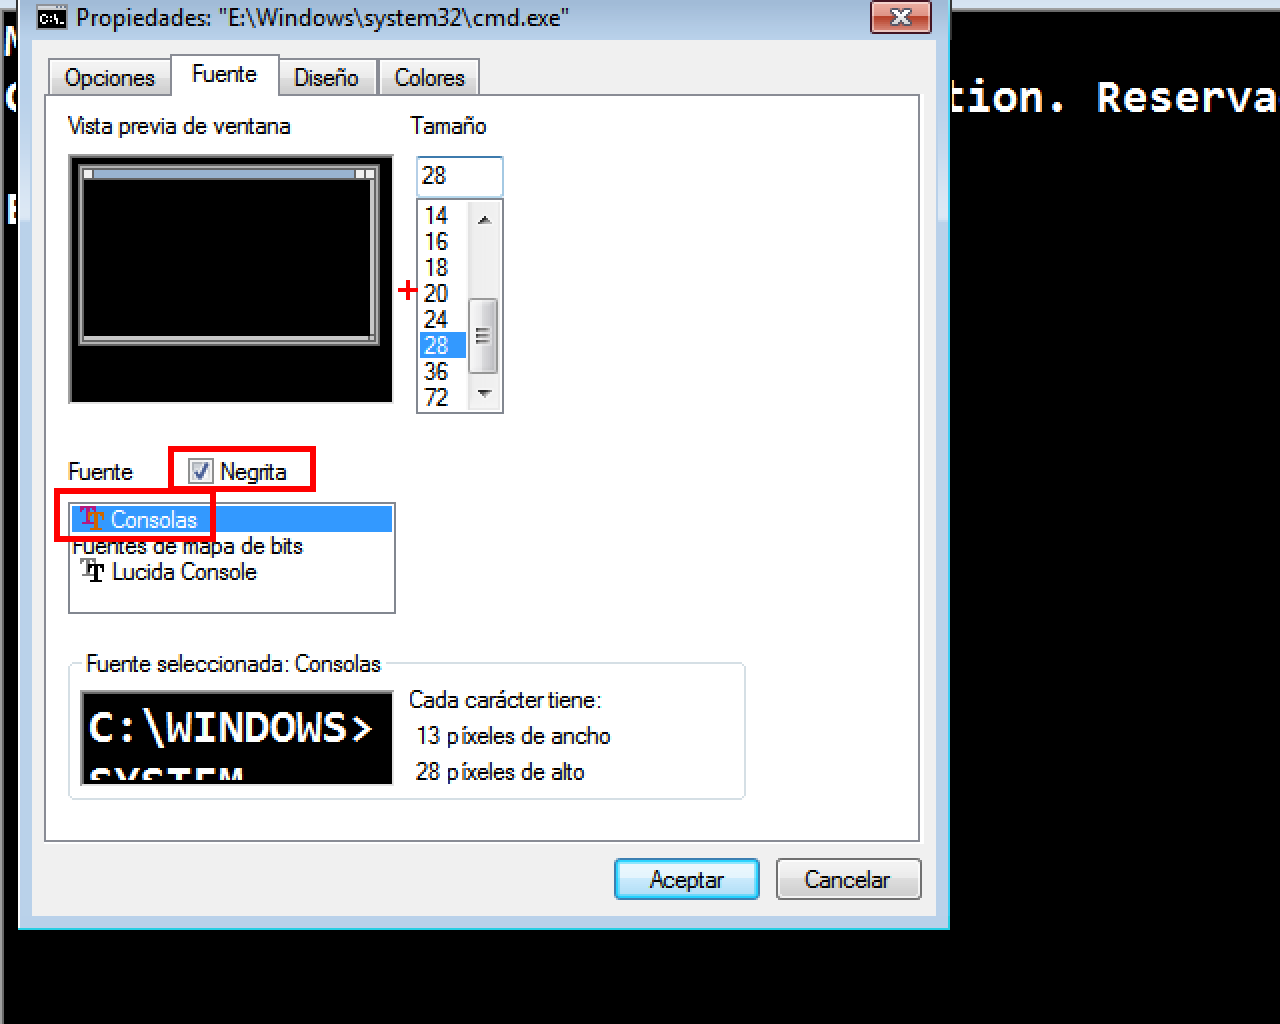 Propiedades: "E:\Windows\system32\cmd.exe"
Opciones Fuente Diseño Colores
tion. Reserva
Vista previa de ventana Tamaño
28
14
16
18
20
24
28
36
72
Fuente Negrita
Consolas
Fuentes de mapa de bits
Lucida Console
Fuente seleccionada: Consolas
C:\WINDOWS>
SYSTEM
Cada carácter tiene:
13 píxeles de ancho
28 píxeles de alto
Aceptar Cancelar